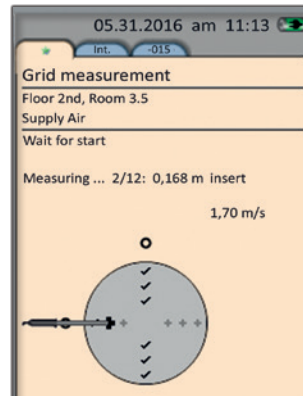 05.31.2016 am 11:13
Int. -015
Grid measurement
Floor 2nd, Room 3.5
Supply Air
Wait for start
Measuring ... 2/12: 0,168 m insert
1,70 m/s